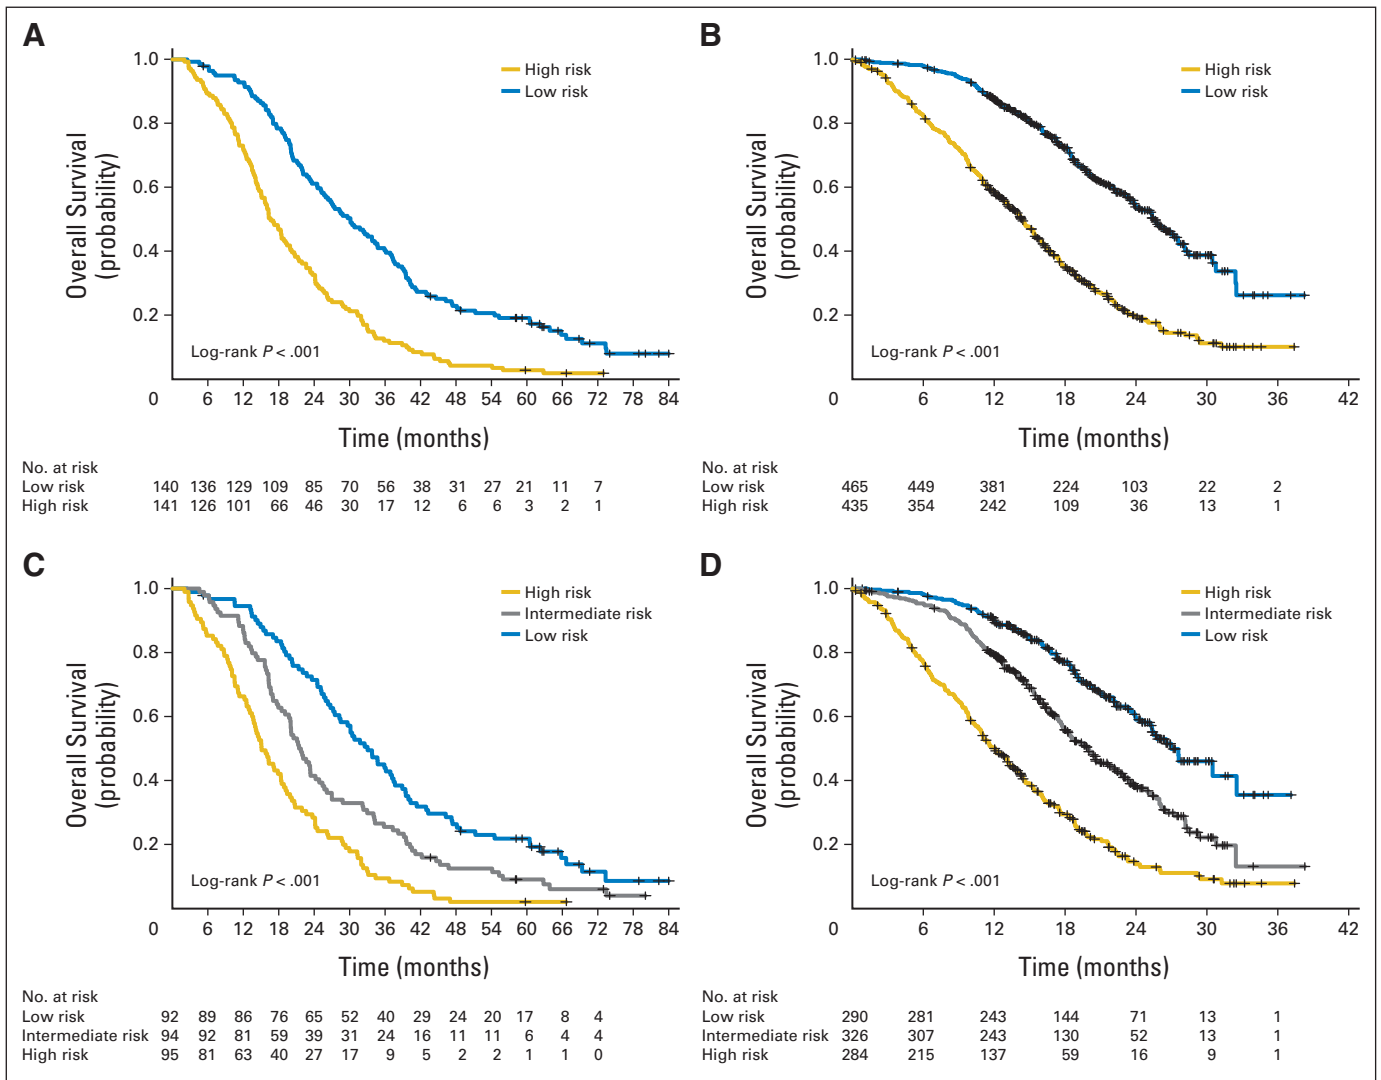 A
1.0
0.8
0.6
0.4
0.2
Overall Survival
(probability)
High risk
Low risk
Log-rank P < .001
0 6 12 18 24 30 36 42 48 54 60 66 72 78 84
Time (months)
No. at risk
Low risk 140 136 129 109 85 70 56 38 31 27 21 11 7
High risk 141 126 101 66 46 30 17 12 6 6 3 2 1
B
1.0
0.8
0.6
0.4
0.2
Overall Survival
(probability)
High risk
Low risk
Log-rank P < .001
0 6 12 18 24 30 36 42
Time (months)
No. at risk
Low risk 465 449 381 224 103 22 2
High risk 435 354 242 109 36 13 1
C
1.0
0.8
0.6
0.4
0.2
Overall Survival
(probability)
High risk
Intermediate risk
Low risk
Log-rank P < .001
0 6 12 18 24 30 36 42 48 54 60 66 72 78 84
Time (months)
No. at risk
Low risk 92 89 86 76 65 52 40 29 24 20 17 8 4
Intermediate risk 94 92 81 59 39 31 24 16 11 11 6 4 4
High risk 95 81 63 40 27 17 9 5 2 2 1 1 0
D
1.0
0.8
0.6
0.4
0.2
Overall Survival
(probability)
High risk
Intermediate risk
Low risk
Log-rank P < .001
0 6 12 18 24 30 36 42
Time (months)
No. at risk
Low risk 290 281 243 144 71 13 1
Intermediate risk 326 307 243 130 52 13 1
High risk 284 215 137 59 16 9 1